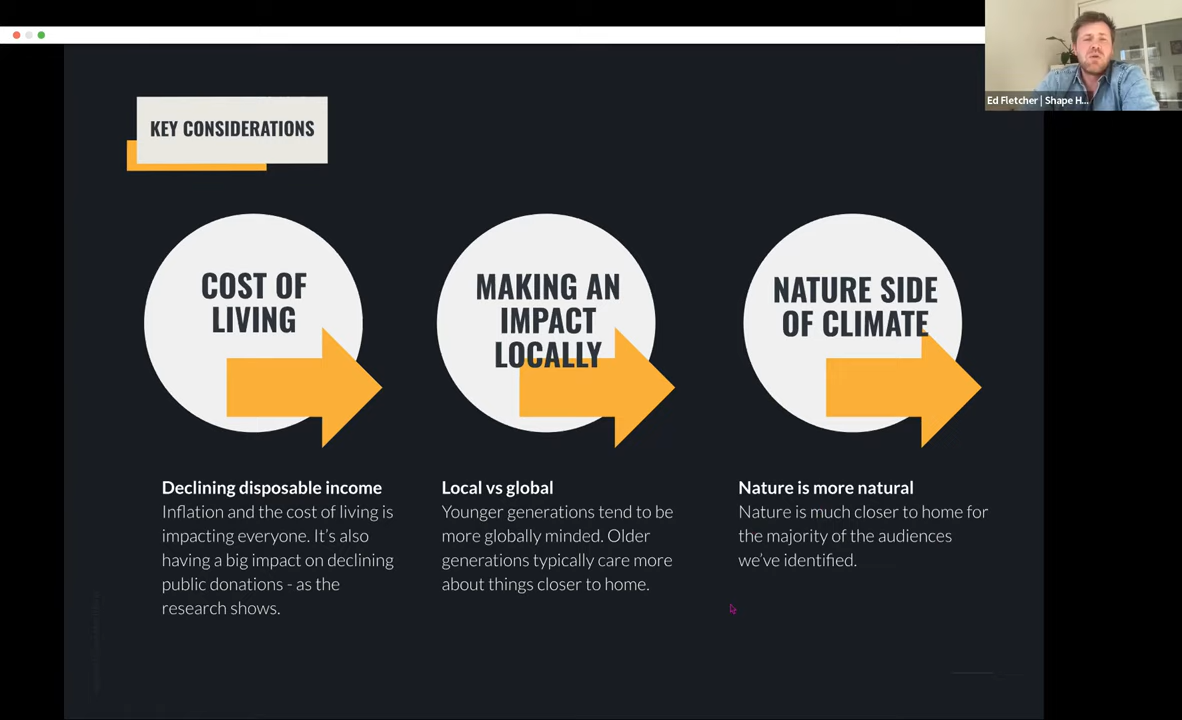 Ed Fletcher | Shape H...
KEY CONSIDERATIONS
COST OF
LIVING
MAKING AN
IMPACT
LOCALLY
NATURE SIDE
OF CLIMATE
Declining disposable income
Inflation and the cost of living is
impacting everyone. It's also
having a big impact on declining
public donations - as the
research shows.
Local vs global
Younger generations tend to be
more globally minded. Older
generations typically care more
about things closer to home.
Nature is more natural
Nature is much closer to home for
the majority of the audiences
we've identified.